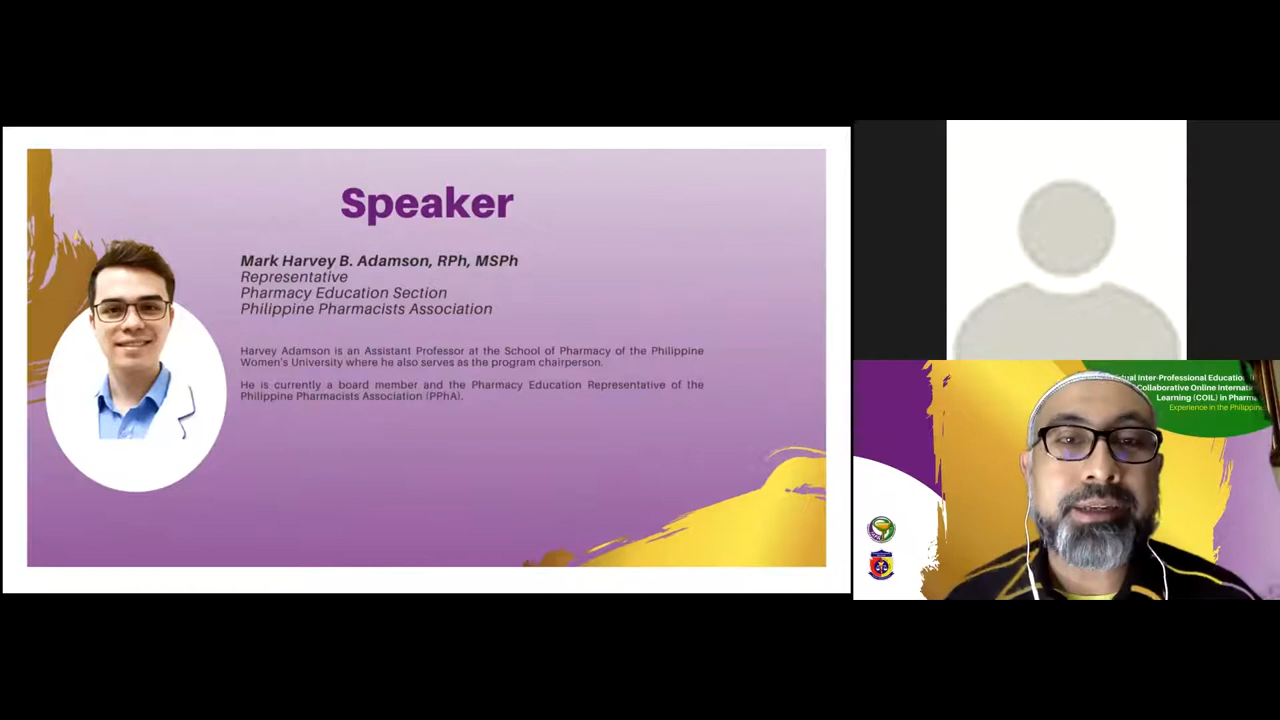 Speaker
Mark Harvey B. Adamson, RPh, MSPh
Representative
Pharmacy Education Section
Philippine Pharmacists Association
Harvey Adamson is an Assistant Professor at the School of Pharmacy of the Philippine
Women's University where he also serves as the program chairperson.
He is currently a board member and the Pharmacy Education Representative of the
Philippine Pharmacists Association (PPhA).
Inter-Professional Education
Collaborative Online
Learning (COIL) in
Experience in the